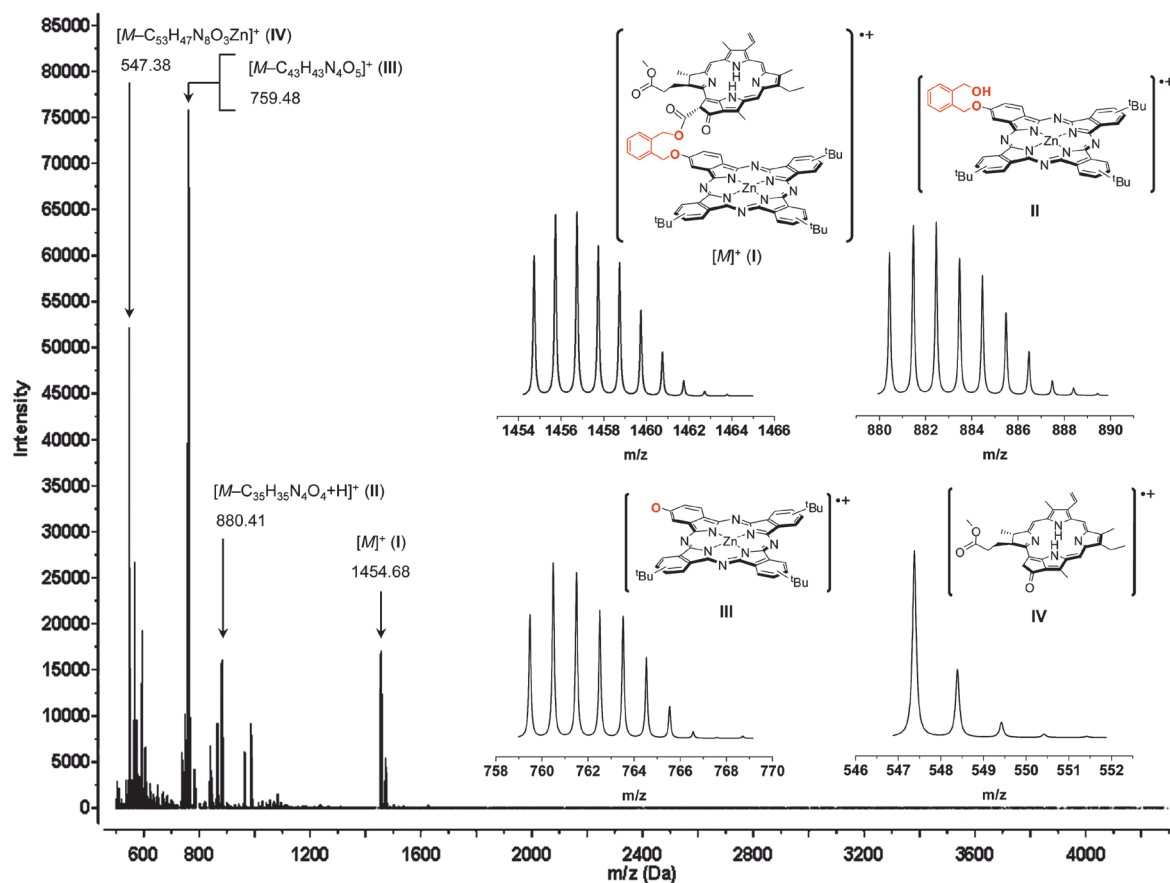 85000
80000
75000
70000
65000
60000
55000
50000
45000
40000
35000
30000
25000
20000
15000
10000
5000
0
Intensity
600
800
1200
1600
2000
2400
2800
3200
3600
4000
m/z (Da)
[M–C53H47N8O3Zn]+ (IV)
547.38
[M–C43H43N4O5]+ (III)
759.48
[M–C35H35N4O4+H]+ (II)
880.41
[M]+ (I)
1454.68
•+
O
O
N
N
H
H
N
N
O
O
O
O
N
tBu
N
N
N
Zn
N
N
N
N
tBu
tBu
[M]+ (I)
1454 1456 1458 1460 1462 1464 1466
m/z
•+
OH
O
N
tBu
N
N
N
Zn
N
N
N
N
tBu
tBu
II
880 882 884 886 888 890
m/z
•+
O
N
tBu
N
N
N
Zn
N
N
N
N
tBu
tBu
III
758 760 762 764 766 768 770
m/z
•+
O
O
N
N
H
H
N
N
O
IV
546 547 548 549 550 551 552
m/z